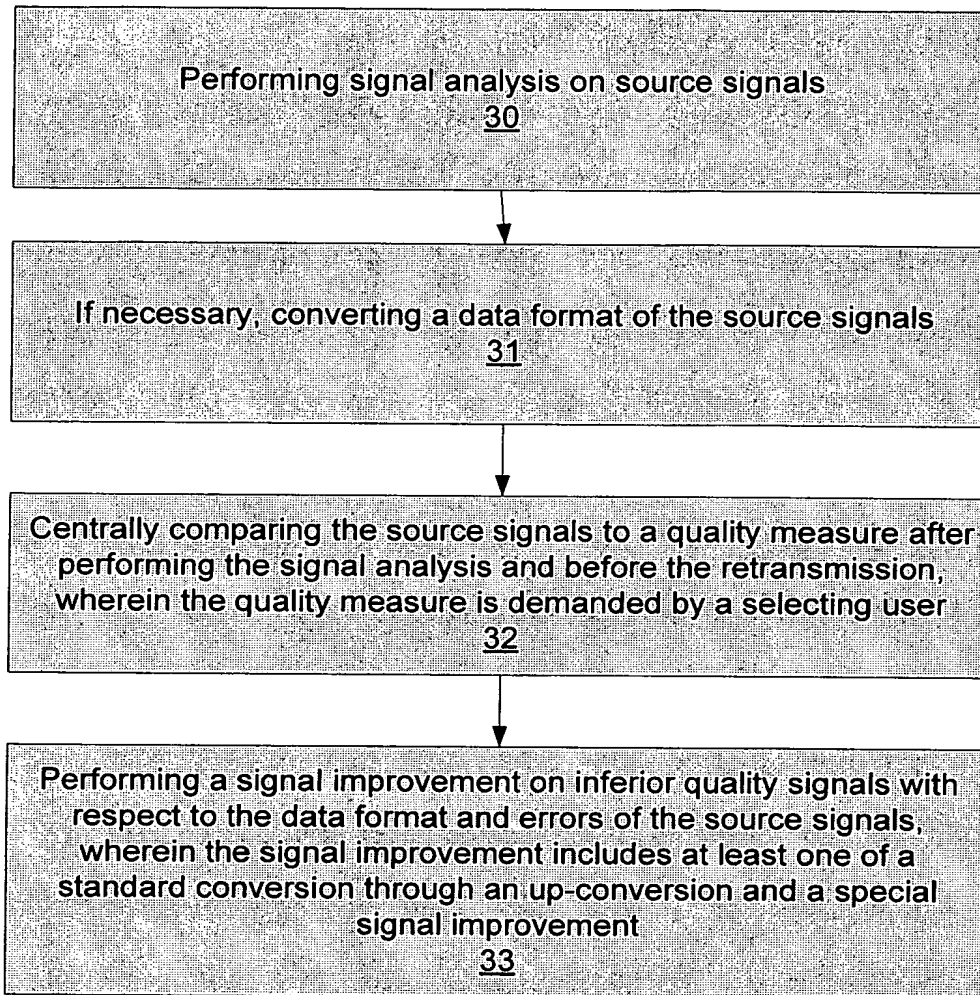 Performing signal analysis on source signals
30
If necessary, converting a data format of the source signals
31
Centrally comparing the source signals to a quality measure after
performing the signal analysis and before the retransmission,
wherein the quality measure is demanded by a selecting user
32
Performing a signal improvement on inferior quality signals with
respect to the data format and errors of the source signals,
wherein the signal improvement includes at least one of a
standard conversion through an up-conversion and a special
signal improvement
33